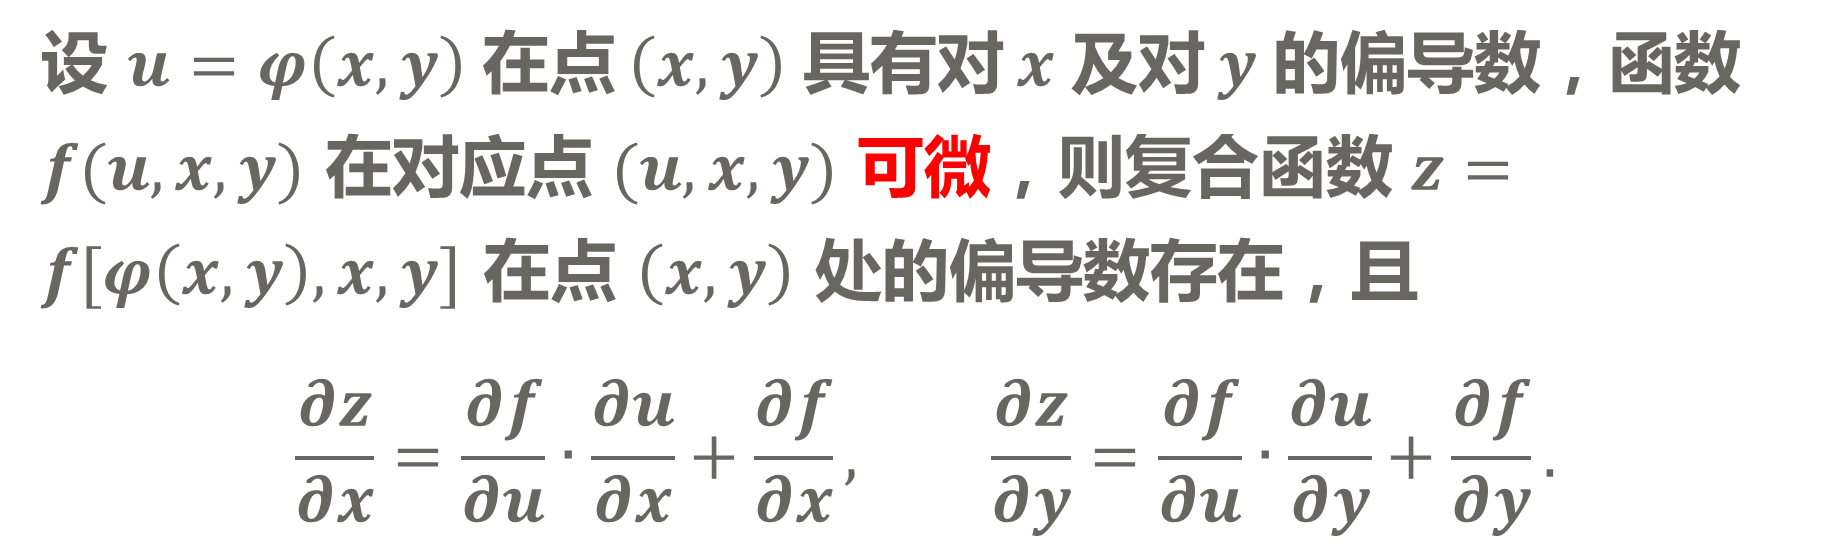 设 u = φ(x, y) 在点 (x, y) 具有对 x 及对 y 的偏导数，函数
f(u, x, y) 在对应点 (u, x, y) 可微，则复合函数 z =
f[φ(x, y), x, y] 在点 (x, y) 处的偏导数存在，且
∂z/∂x = ∂f/∂u · ∂u/∂x + ∂f/∂x, ∂z/∂y = ∂f/∂u · ∂u/∂y + ∂f/∂y.